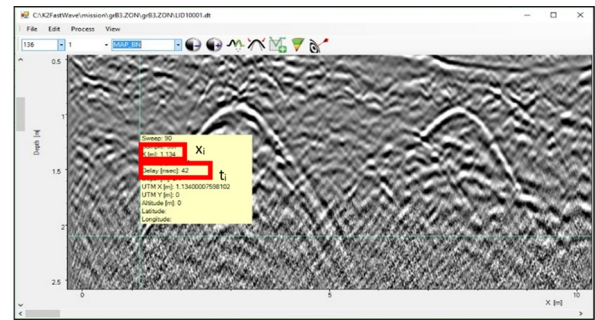 C:\K2FastWave\mission\grB3.ZON\grB3.ZON\LID10001.dt
File Edit Process View
136 1 MAP_BN
0.5
1
1.5
2
2.5
Depth [m]
Sweep: 90
X [m]: 1.134
Xi
Delay [nsec]: 42
ti
UTM X [m]: 1.13400007598102
UTM Y [m]: 0
Altitude [m]: 0
Latitude:
Longitude:
0 5 10
X [m]